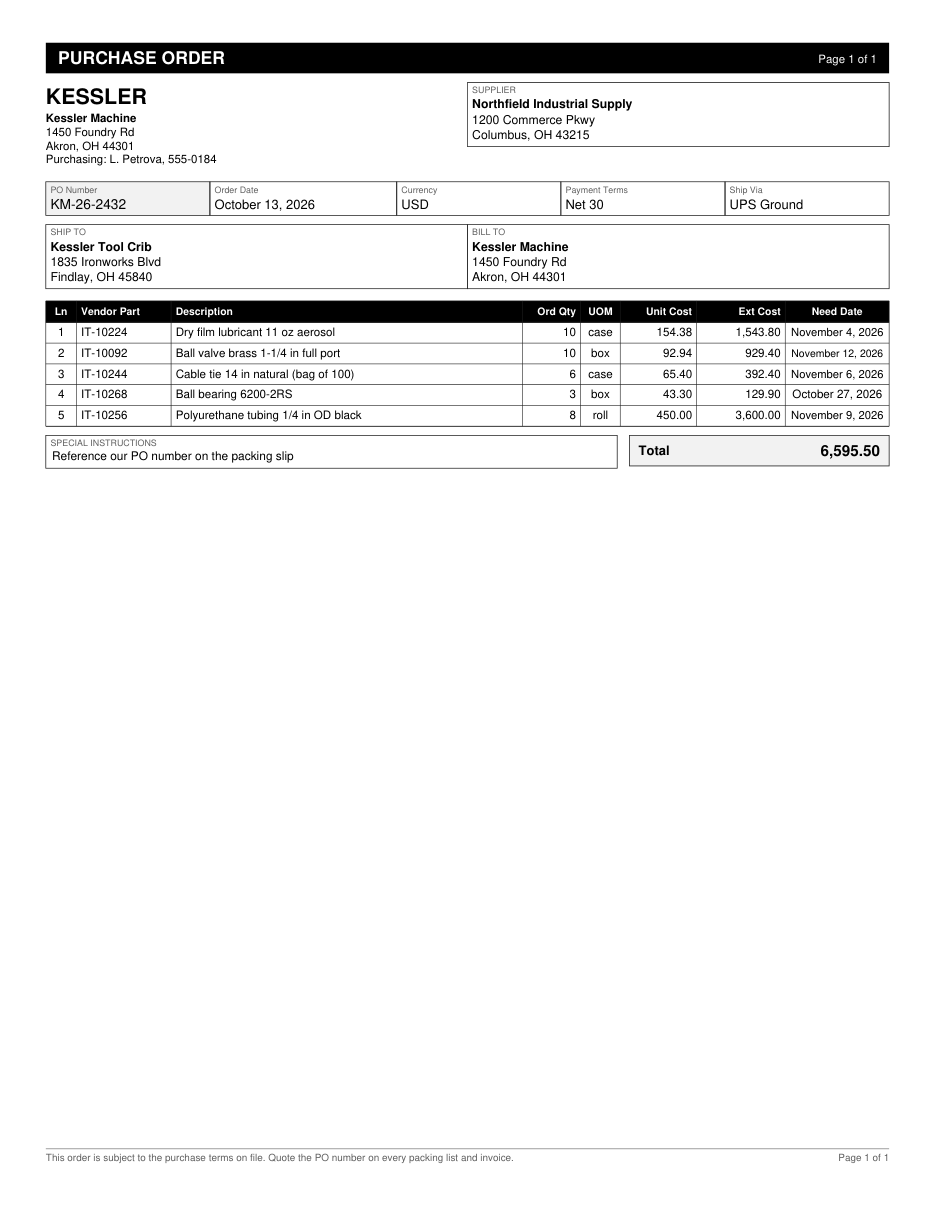 PURCHASE ORDER Page 1 of 1
KESSLER
Kessler Machine
1450 Foundry Rd
Akron, OH 44301
Purchasing: L. Petrova, 555-0184
SUPPLIER
Northfield Industrial Supply
1200 Commerce Pkwy
Columbus, OH 43215
PO Number Order Date Currency Payment Terms Ship Via
KM-26-2432 October 13, 2026 USD Net 30 UPS Ground
SHIP TO
Kessler Tool Crib
1835 Ironworks Blvd
Findlay, OH 45840
BILL TO
Kessler Machine
1450 Foundry Rd
Akron, OH 44301
Ln Vendor Part Description Ord Qty UOM Unit Cost Ext Cost Need Date
1 IT-10224 Dry film lubricant 11 oz aerosol 10 case 154.38 1,543.80 November 4, 2026
2 IT-10092 Ball valve brass 1-1/4 in full port 10 box 92.94 929.40 November 12, 2026
3 IT-10244 Cable tie 14 in natural (bag of 100) 6 case 65.40 392.40 November 6, 2026
4 IT-10268 Ball bearing 6200-2RS 3 box 43.30 129.90 October 27, 2026
5 IT-10256 Polyurethane tubing 1/4 in OD black 8 roll 450.00 3,600.00 November 9, 2026
SPECIAL INSTRUCTIONS
Reference our PO number on the packing slip
Total 6,595.50
This order is subject to the purchase terms on file. Quote the PO number on every packing list and invoice. Page 1 of 1